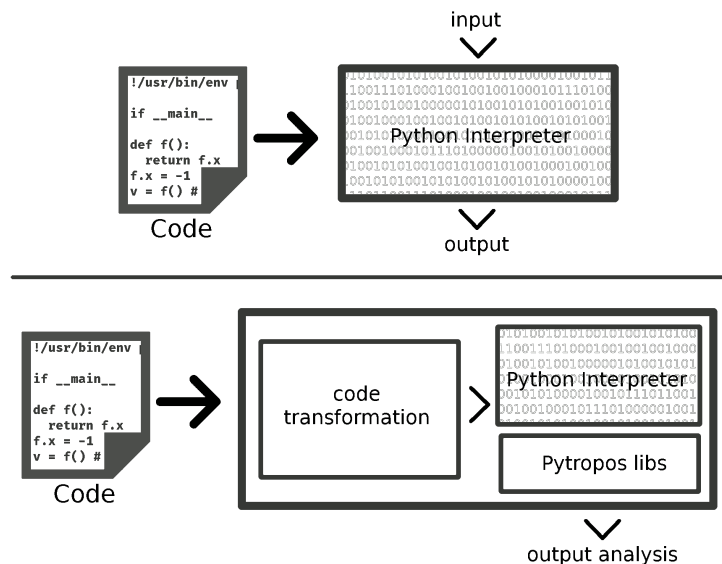 input
!/usr/bin/env
if __main__
def f():
return f.x
f.x = -1
v = f() #
Python Interpreter
Code
output
!/usr/bin/env
if __main__
def f():
return f.x
f.x = -1
v = f() #
code
transformation
Python Interpreter
Pytropos libs
Code
output analysis